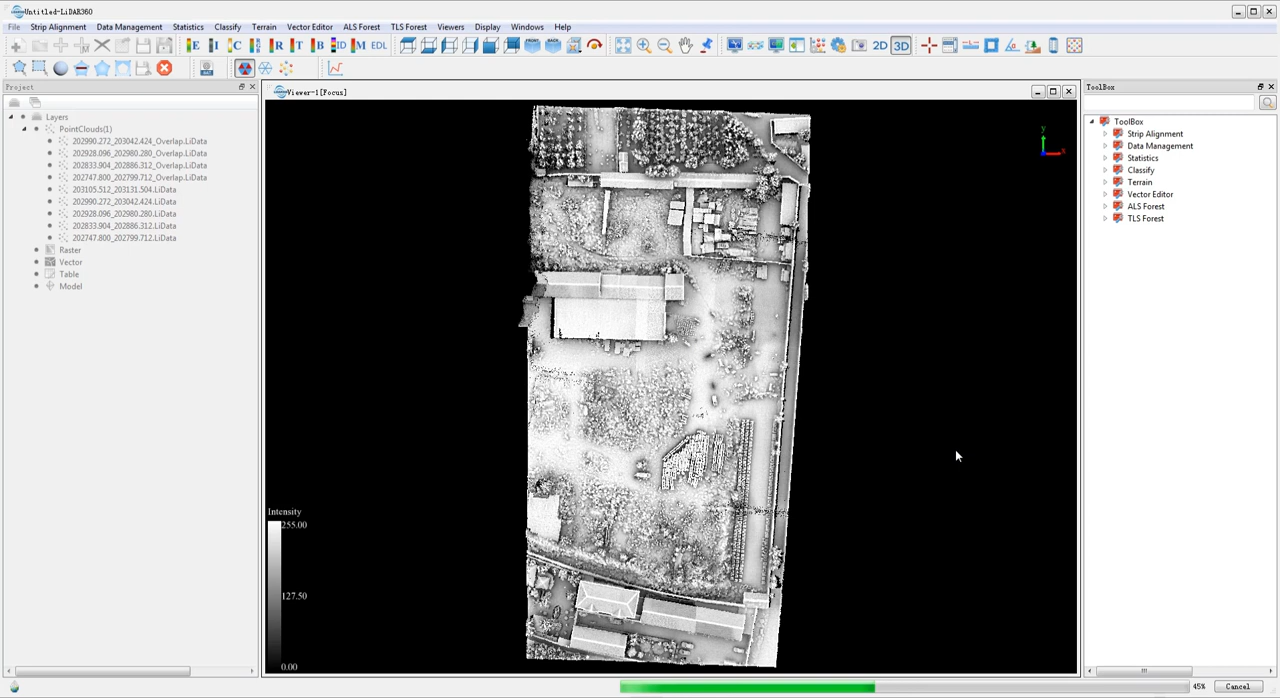 Untitled-LiDAR360
File Strip Alignment Data Management Statistics Classify Terrain Vector Editor ALS Forest TLS Forest Viewers Display Windows Help
E I C R T B ID M EDL 2D 3D
Project
Viewer-1[Focus]
ToolBox
Layers
PointClouds(1)
202990.272_203042.424_Overlap.LiData
202928.096_202980.280_Overlap.LiData
202833.904_202886.312_Overlap.LiData
202747.800_202799.712_Overlap.LiData
203105.512_203131.504.LiData
202990.272_203042.424.LiData
202928.096_202980.280.LiData
202833.904_202886.312.LiData
202747.800_202799.712.LiData
Raster
Vector
Table
Model
y
x
Intensity
255.00
127.50
0.00
ToolBox
Strip Alignment
Data Management
Statistics
Classify
Terrain
Vector Editor
ALS Forest
TLS Forest
45% Cancel